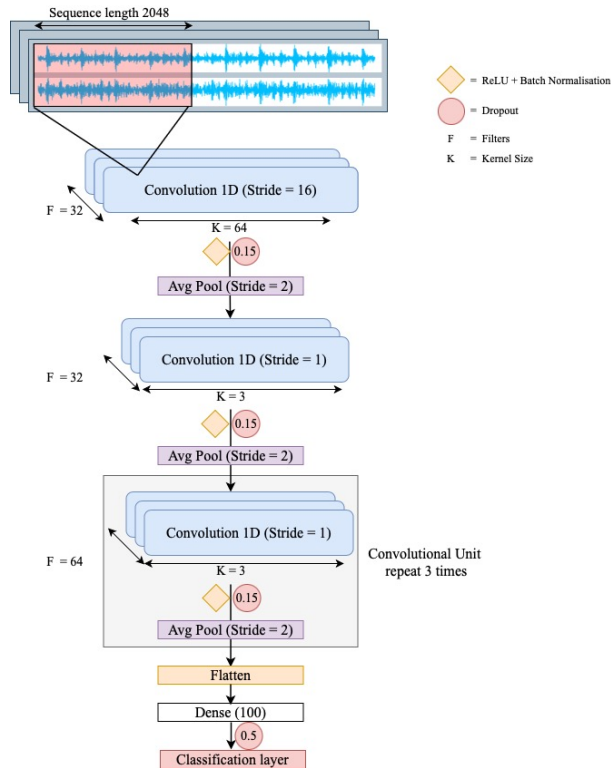 Sequence length 2048
= ReLU + Batch Normalisation
= Dropout
F = Filters
K = Kernel Size
Convolution 1D (Stride = 16)
F = 32
K = 64
0.15
Avg Pool (Stride = 2)
Convolution 1D (Stride = 1)
F = 32
K = 3
0.15
Avg Pool (Stride = 2)
Convolution 1D (Stride = 1)
F = 64
K = 3
Convolutional Unit
repeat 3 times
0.15
Avg Pool (Stride = 2)
Flatten
Dense (100)
0.5
Classification layer